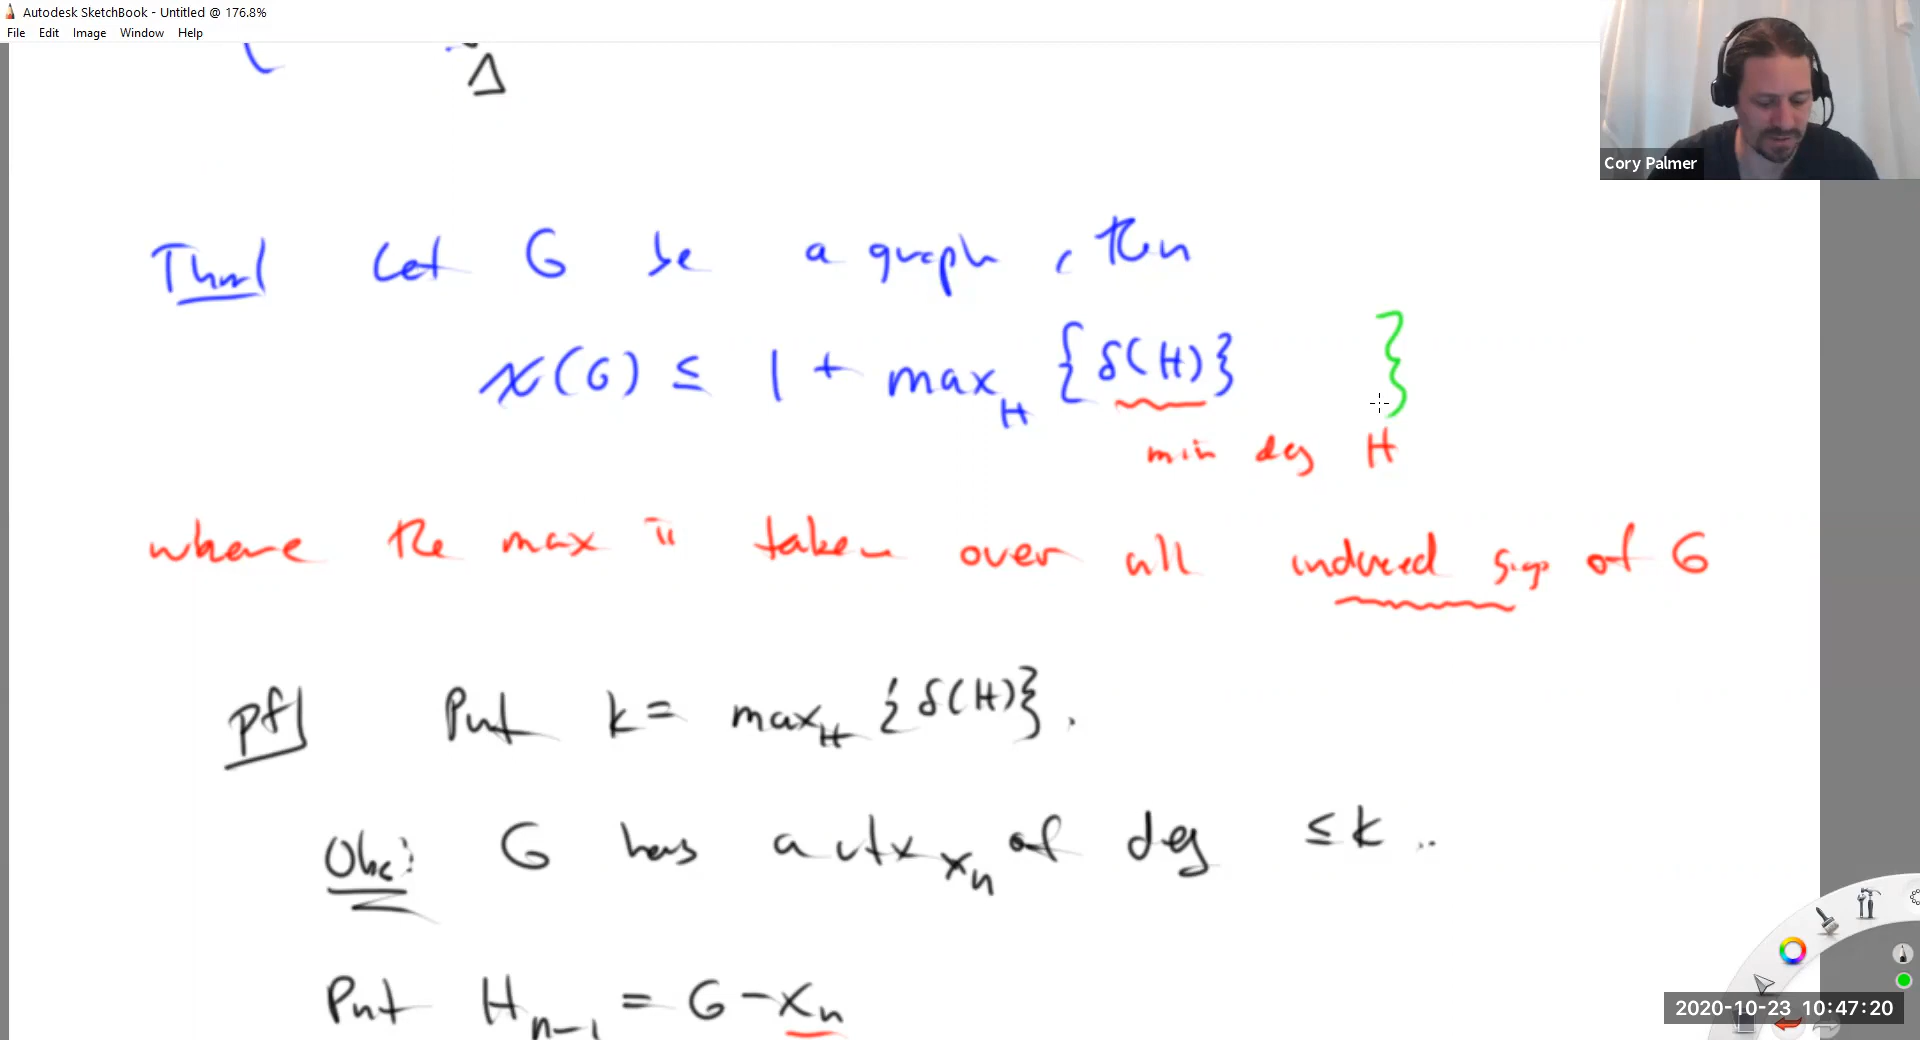 Autodesk SketchBook - Untitled @ 176.8%
File Edit Image Window Help
Δ
Cory Palmer
Thm Let G be a graph, then
χ(G) ≤ 1 + max_H {δ(H)} }
min deg H
where the max is taken over all induced sgp of G
pf Put k = max_H {δ(H)}.
Obs: G has a vtx x_n of deg ≤ k ..
Put H_{n-1} = G - x_n
2020-10-23 10:47:20